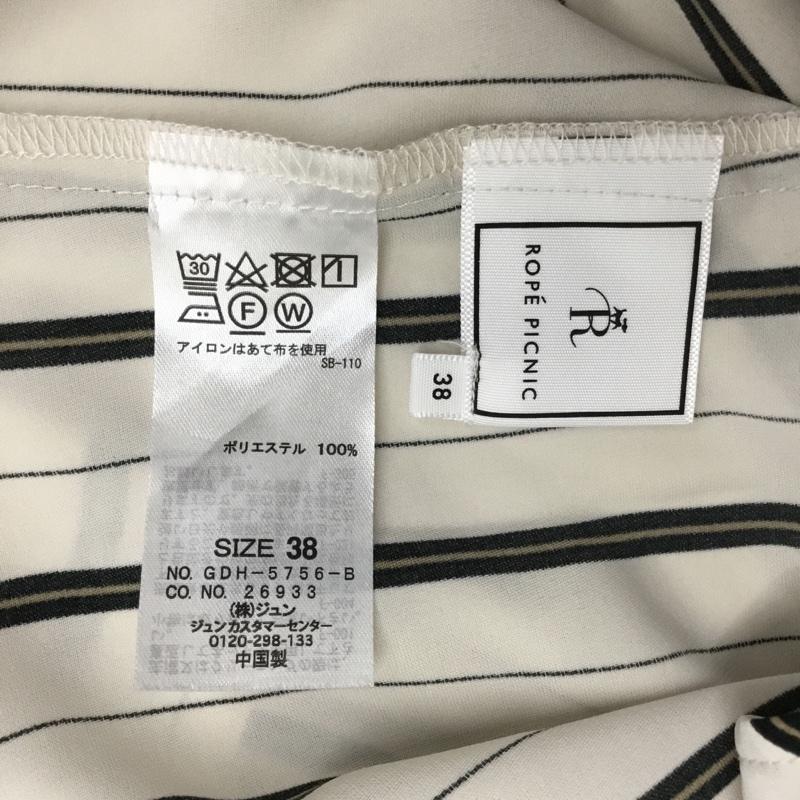 30
F W
アイロンはあて布を使用
SB-110
ポリエステル 100%
SIZE 38
NO. GDH-5756-B
CO. NO. 26933
(株)ジュン
ジュンカスタマーセンター
0120-298-133
中国製
38
ROPÉ PICNIC
R